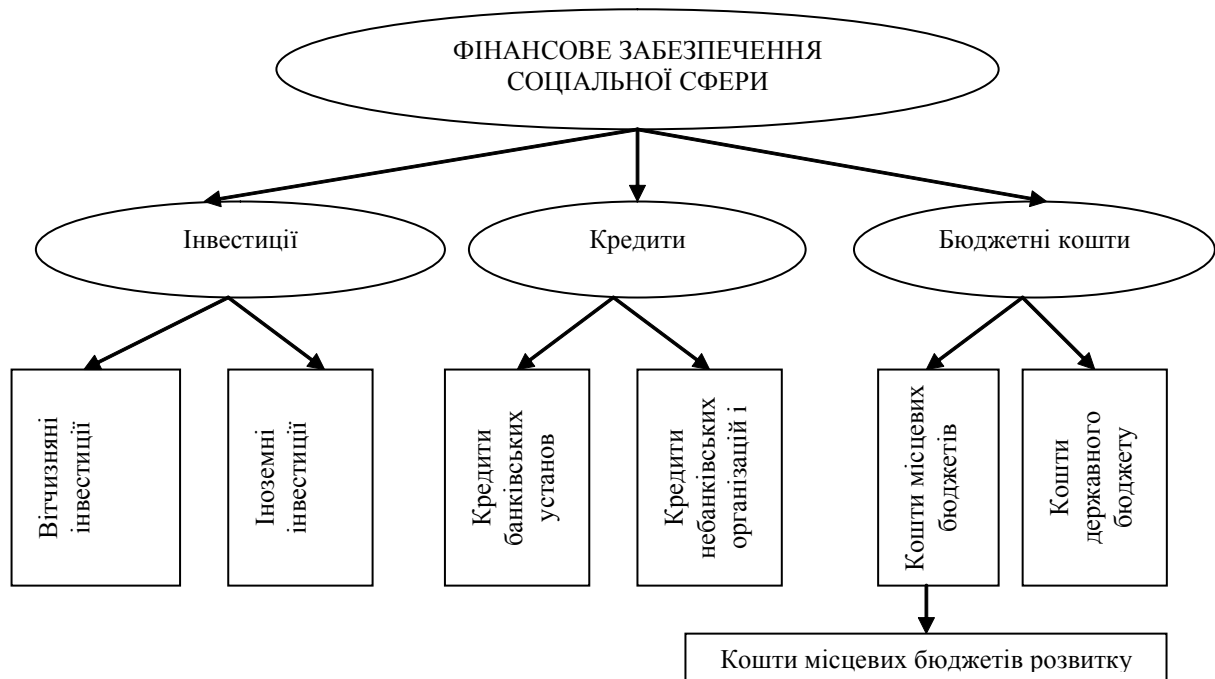 ФІНАНСОВЕ ЗАБЕЗПЕЧЕННЯ
СОЦІАЛЬНОЇ СФЕРИ
Інвестиції
Кредити
Бюджетні кошти
Вітчизняні
інвестиції
Іноземні
інвестиції
Кредити
банківських
установ
Кредити
небанківських
організацій і
Кошти місцевих
бюджетів
Кошти
державного
бюджету
Кошти місцевих бюджетів розвитку